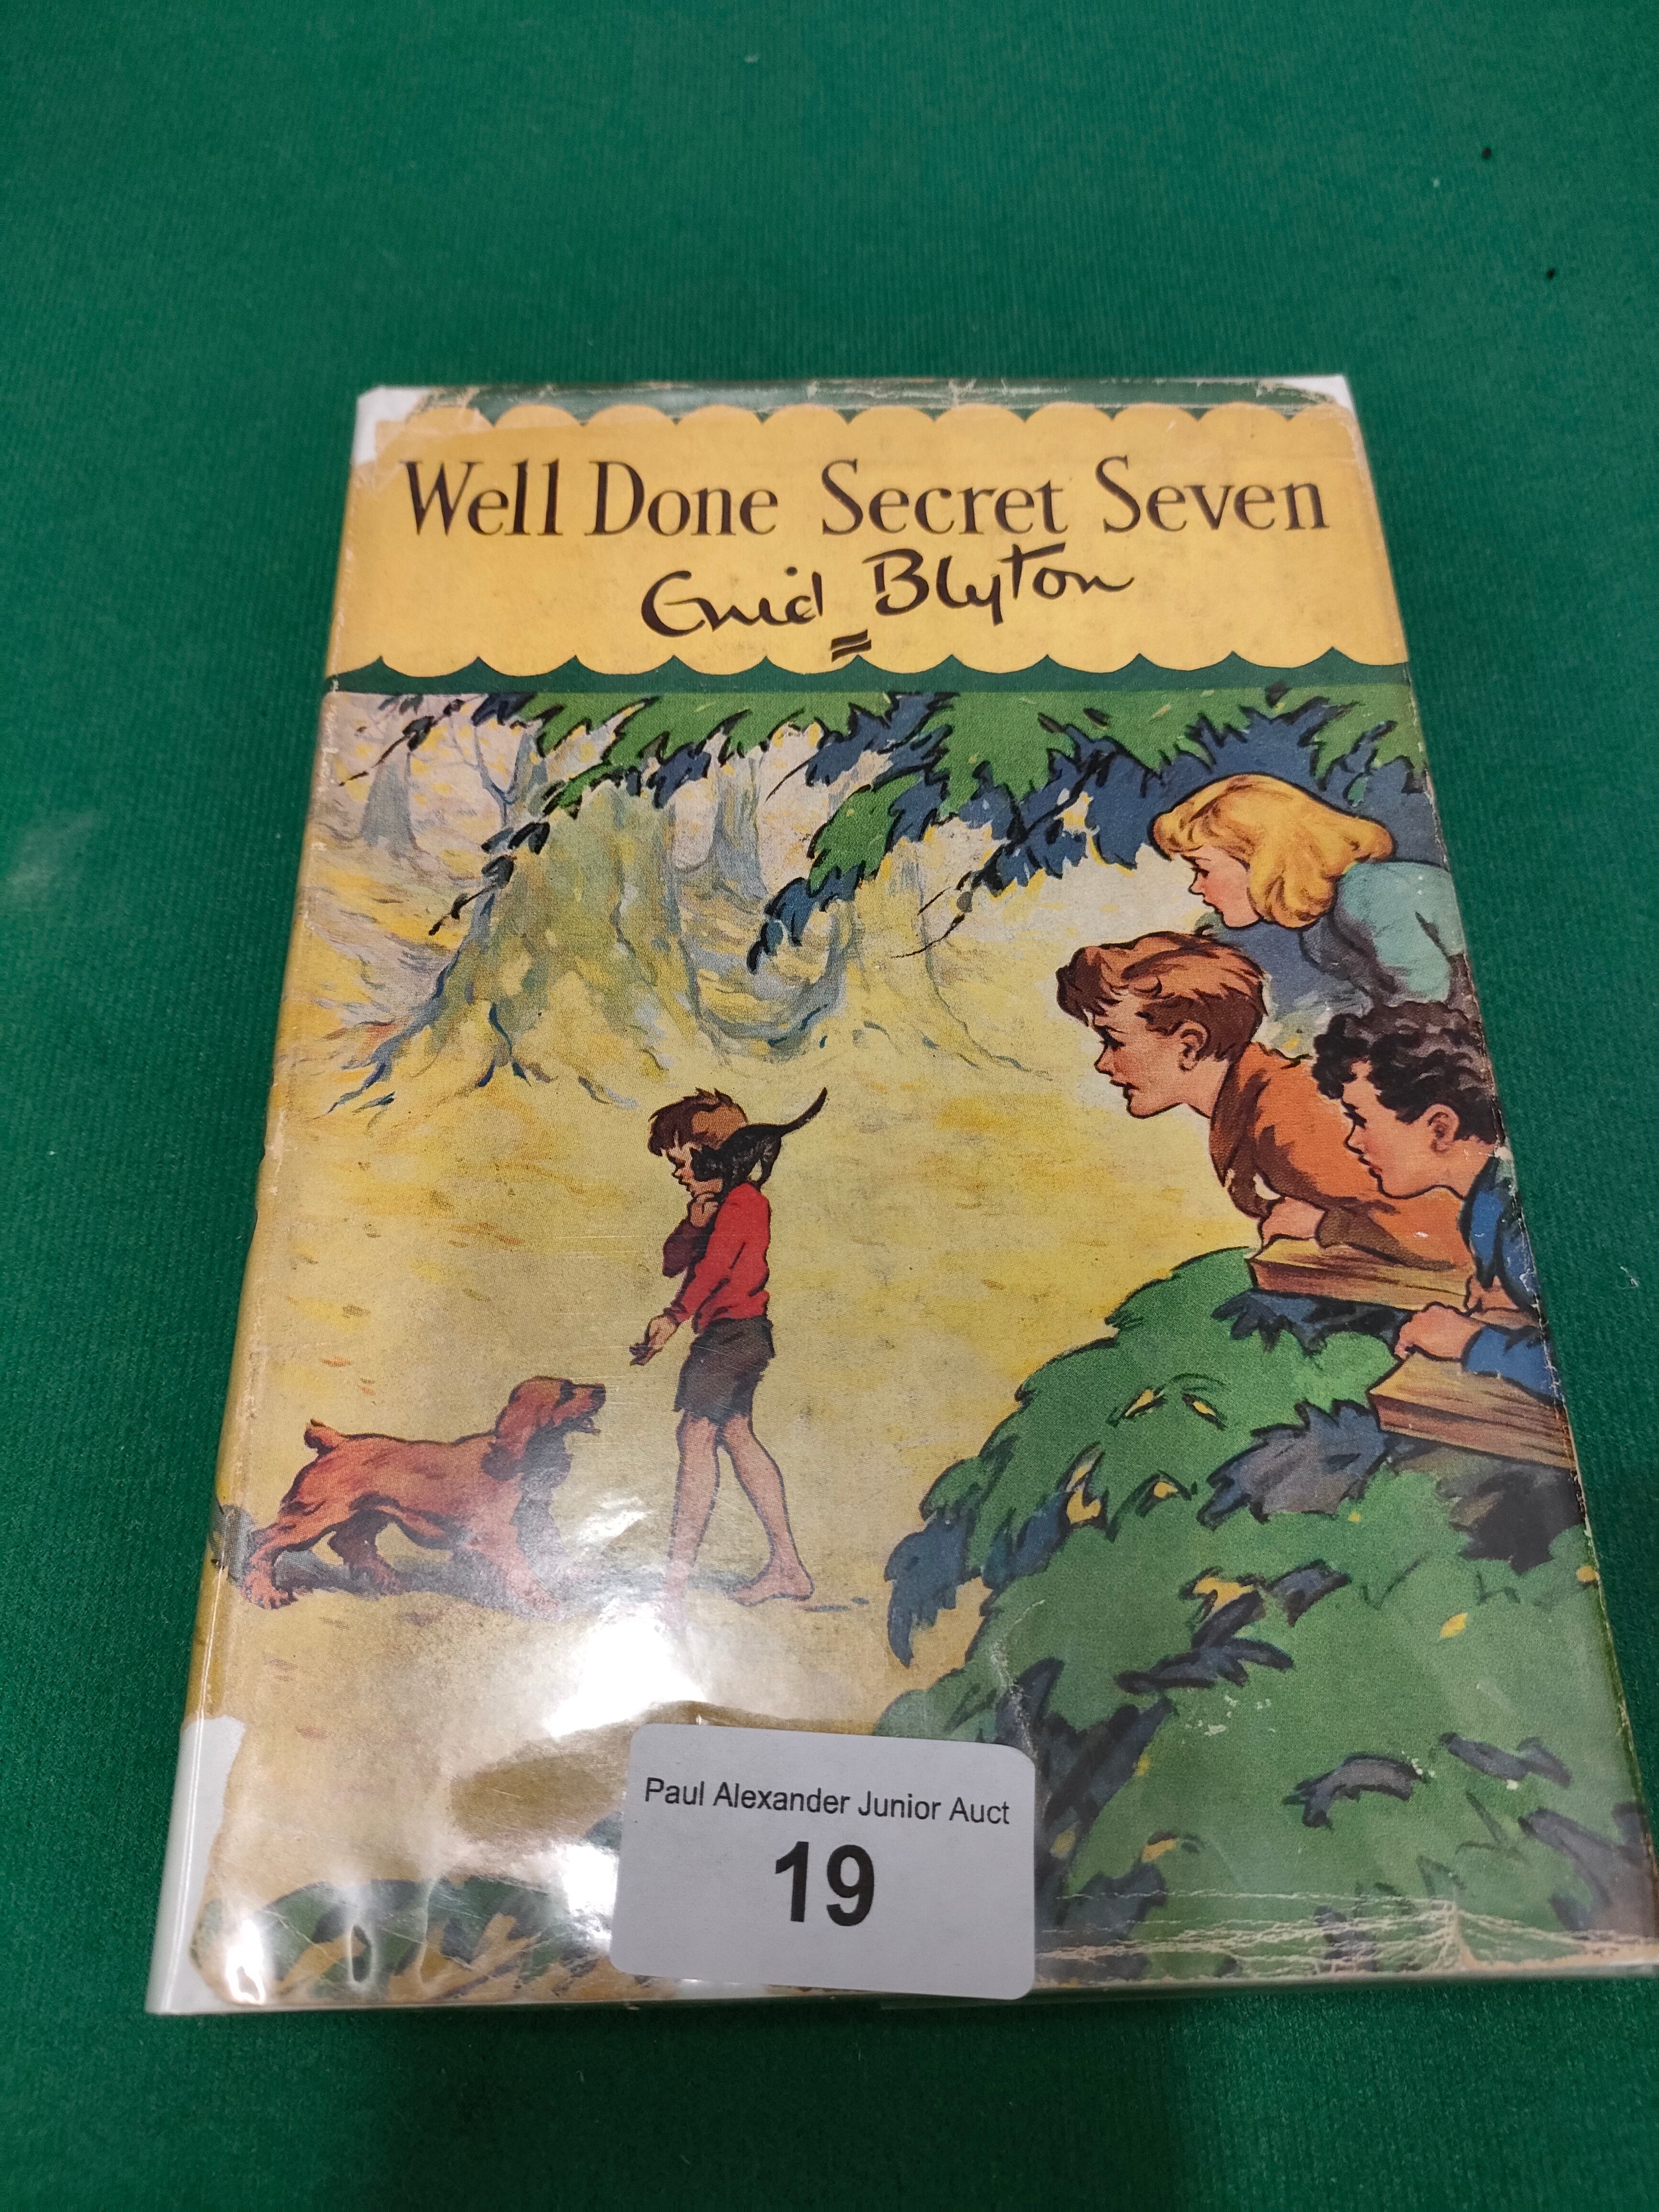 Well Done Secret Seven
Enid Blyton
Paul Alexander Junior Auct
19